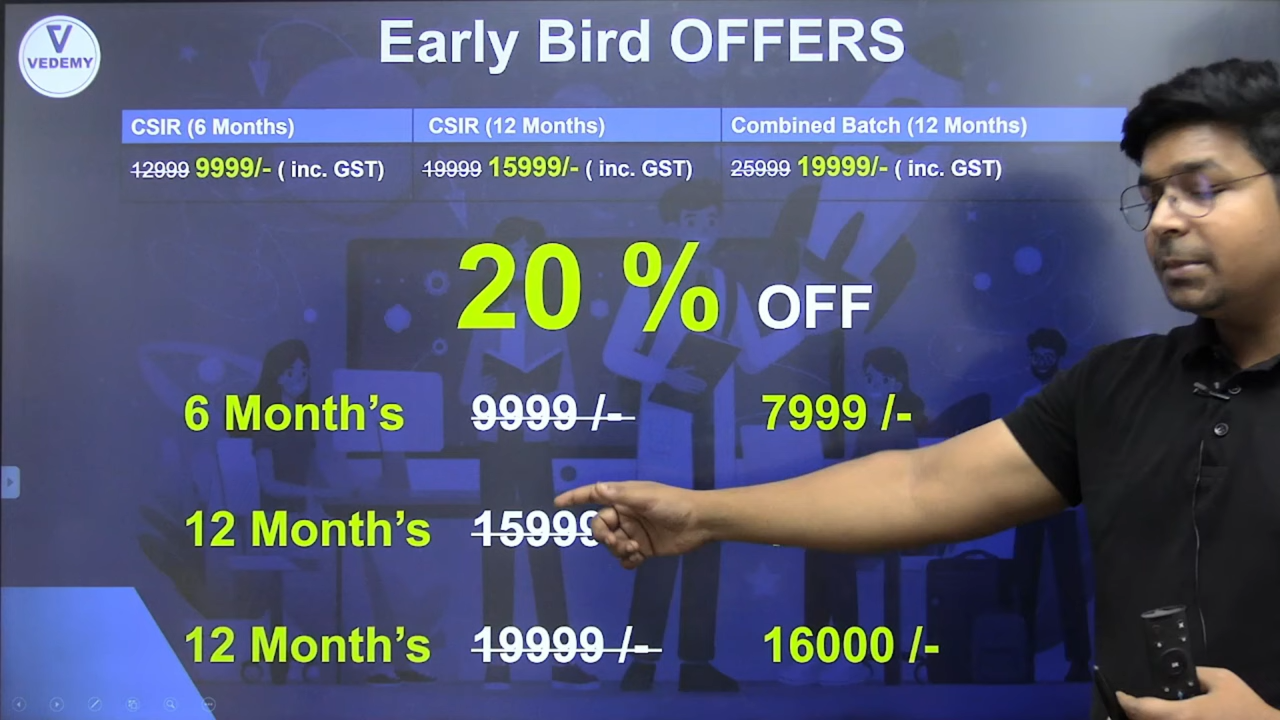 VEDEMY
Early Bird OFFERS
CSIR (6 Months) CSIR (12 Months) Combined Batch (12 Months)
12999 9999/- ( inc. GST) 19999 15999/- ( inc. GST) 25999 19999/- ( inc. GST)
20 % OFF
6 Month’s 9999 /- 7999 /-
12 Month’s 15999
12 Month’s 19999 /- 16000 /-